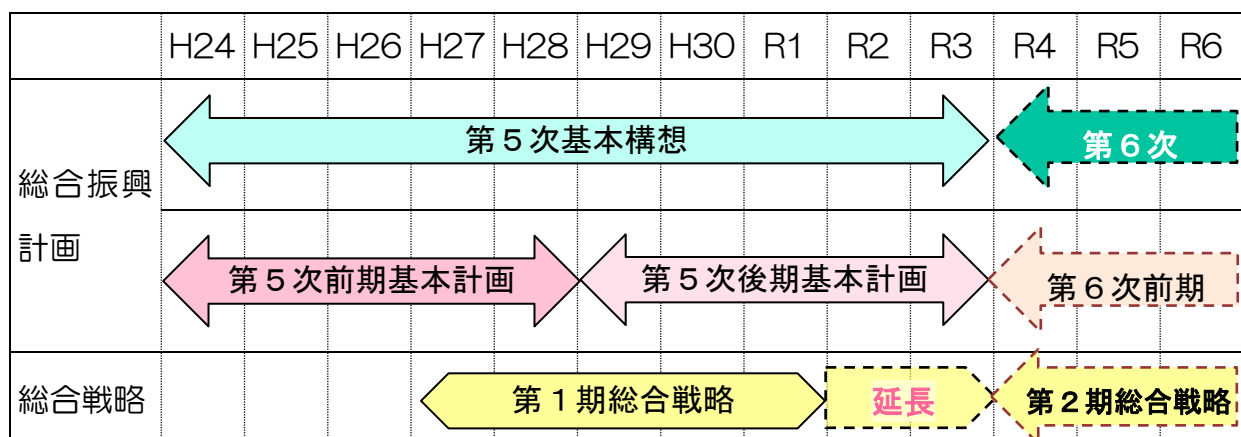 H24 H25 H26 H27 H28 H29 H30 R1 R2 R3 R4 R5 R6
総合振興
計画
第５次基本構想
第６次
第５次前期基本計画
第５次後期基本計画
第６次前期
総合戦略
第１期総合戦略
延長
第２期総合戦略